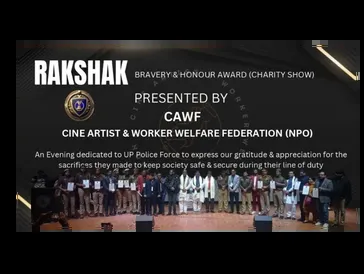 RAKSHAK BRAVERY & HONOUR AWARD (CHARITY SHOW)
PRESENTED BY
CAWF
CINE ARTIST & WORKER WELFARE FEDERATION (NPO)
An Evening dedicated to UP Police Force to express our gratitude & appreciation for the
sacrifices they made to keep society safe & secure during their line of duty